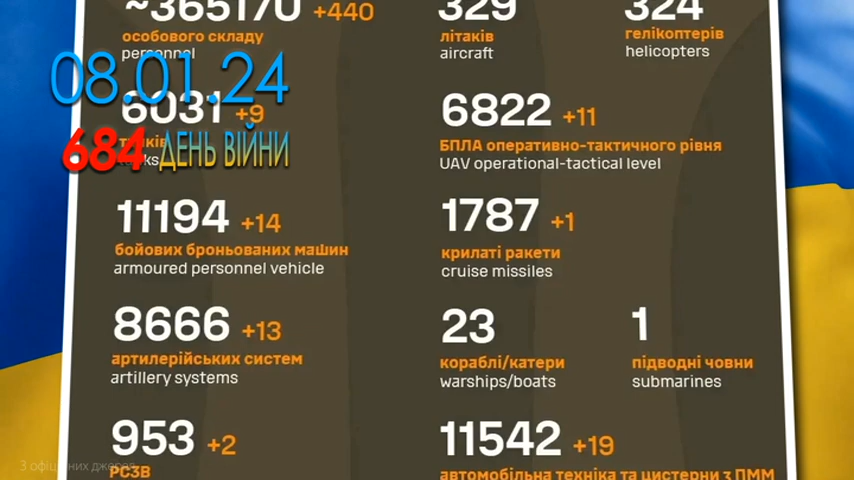 ~365170 +440
особового складу
personnel
329
літаків
aircraft
324
гелікоптерів
helicopters
08.01.24
6031 +9
684 ДЕНЬ ВІЙНИ
6822 +11
БПЛА оперативно-тактичного рівня
UAV operational-tactical level
11194 +14
бойових броньованих машин
armoured personnel vehicle
1787 +1
крилаті ракети
cruise missiles
8666 +13
артилерійських систем
artillery systems
23
кораблі/катери
warships/boats
1
підводні човни
submarines
953 +2
РСЗВ
11542 +19
автомобільна техніка та цистерни з ПММ
З офіційних джерел